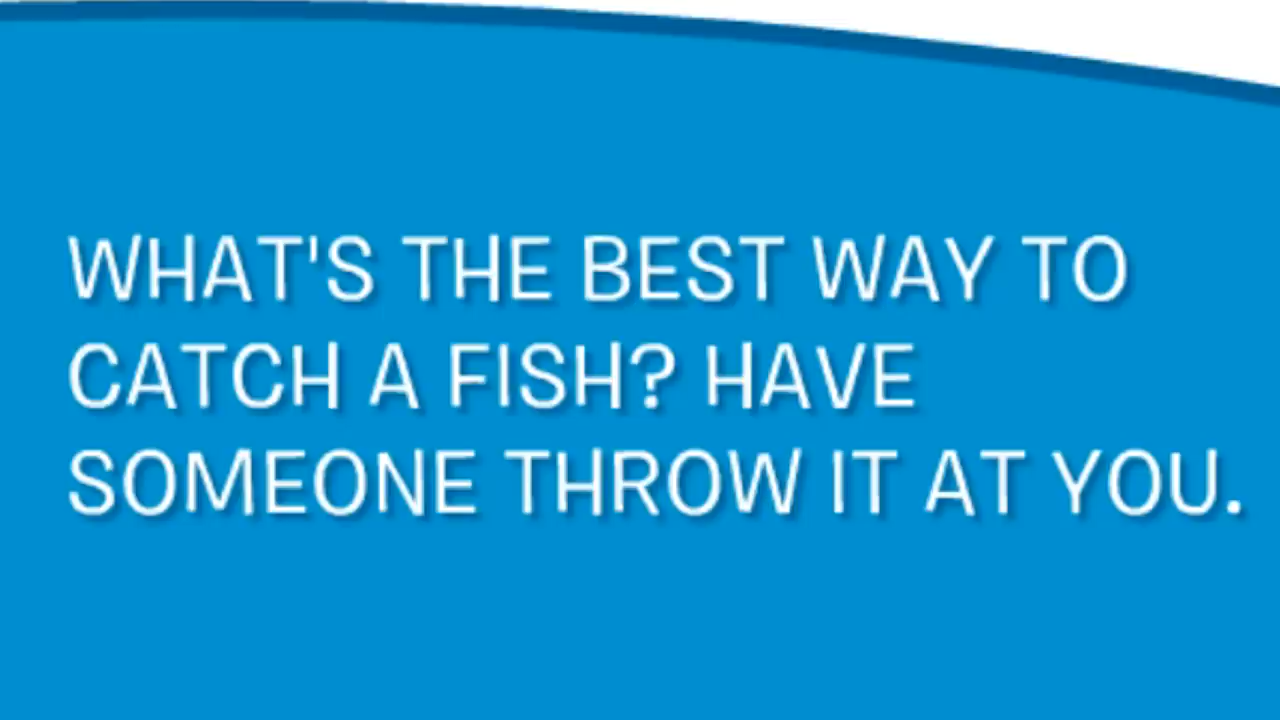 WHAT'S THE BEST WAY TO
CATCH A FISH? HAVE
SOMEONE THROW IT AT YOU.